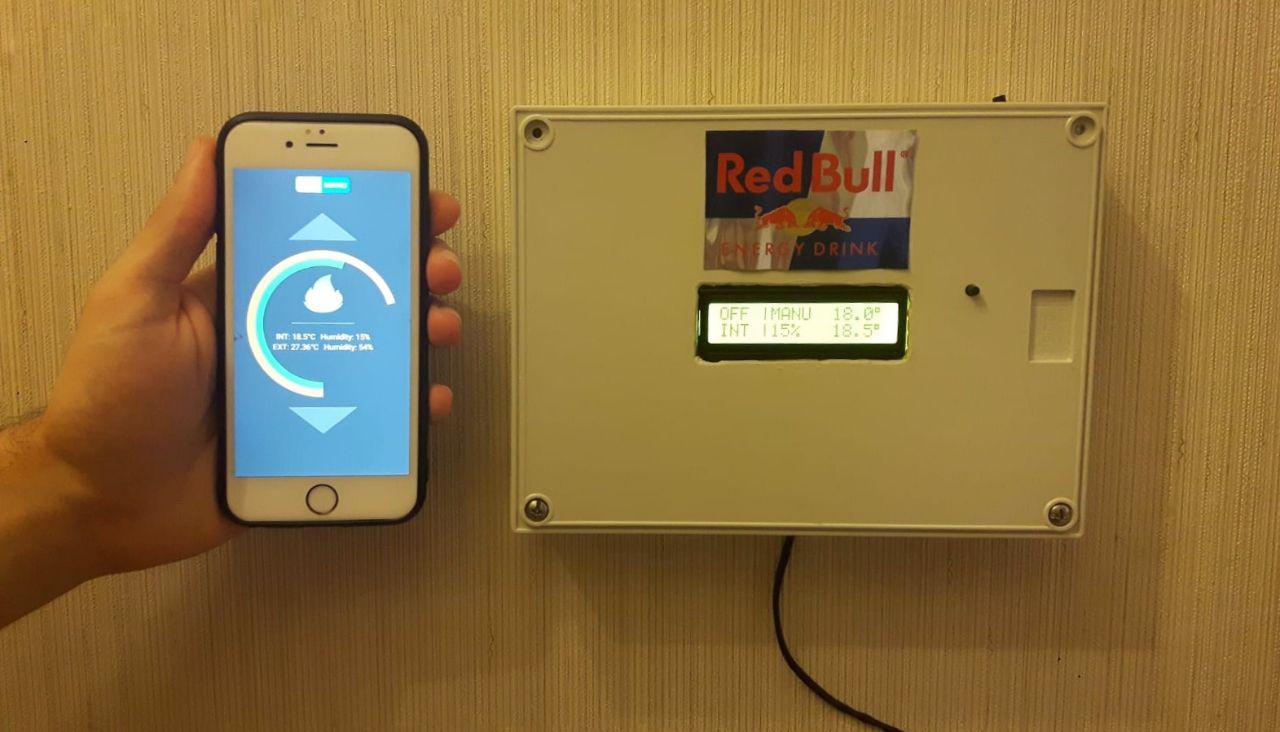 MANU
INT: 18.5°C Humidity: 15%
EXT: 27.36°C Humidity: 54%
Red Bull®
ENERGY DRINK
OFF |MANU 18.0°
INT |15% 18.5°